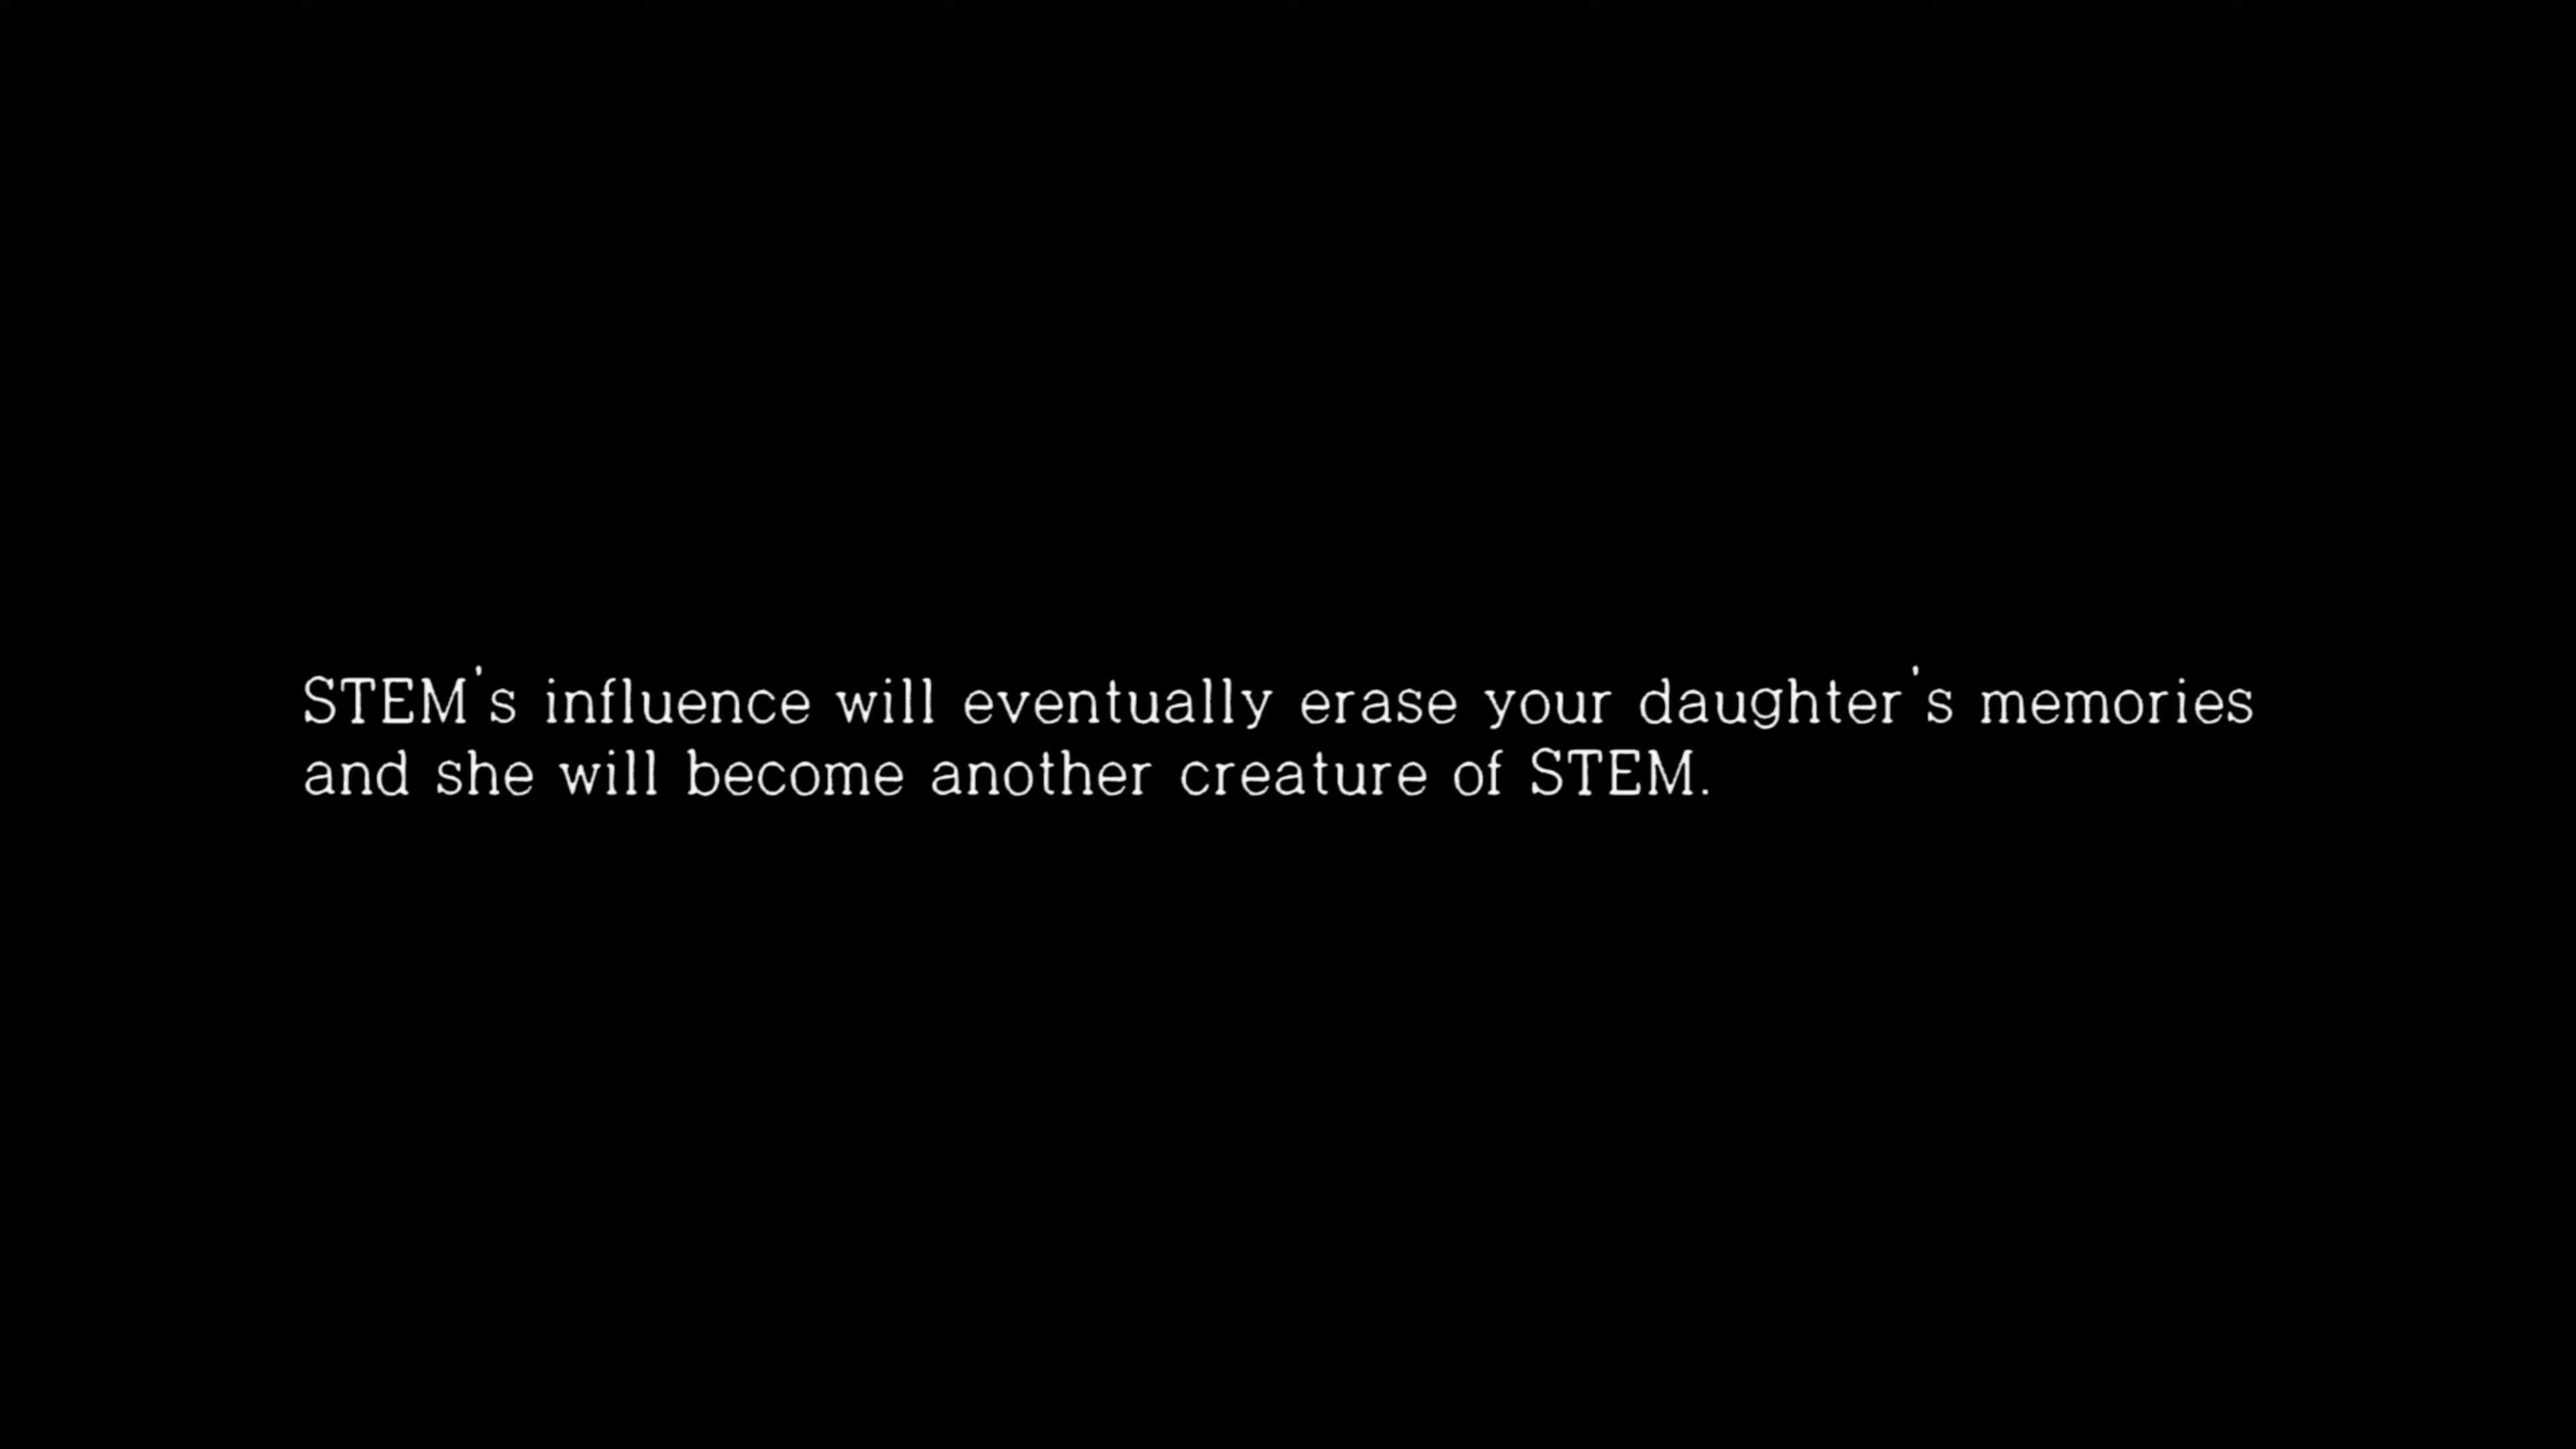 STEM's influence will eventually erase your daughter's memories
and she will become another creature of STEM.